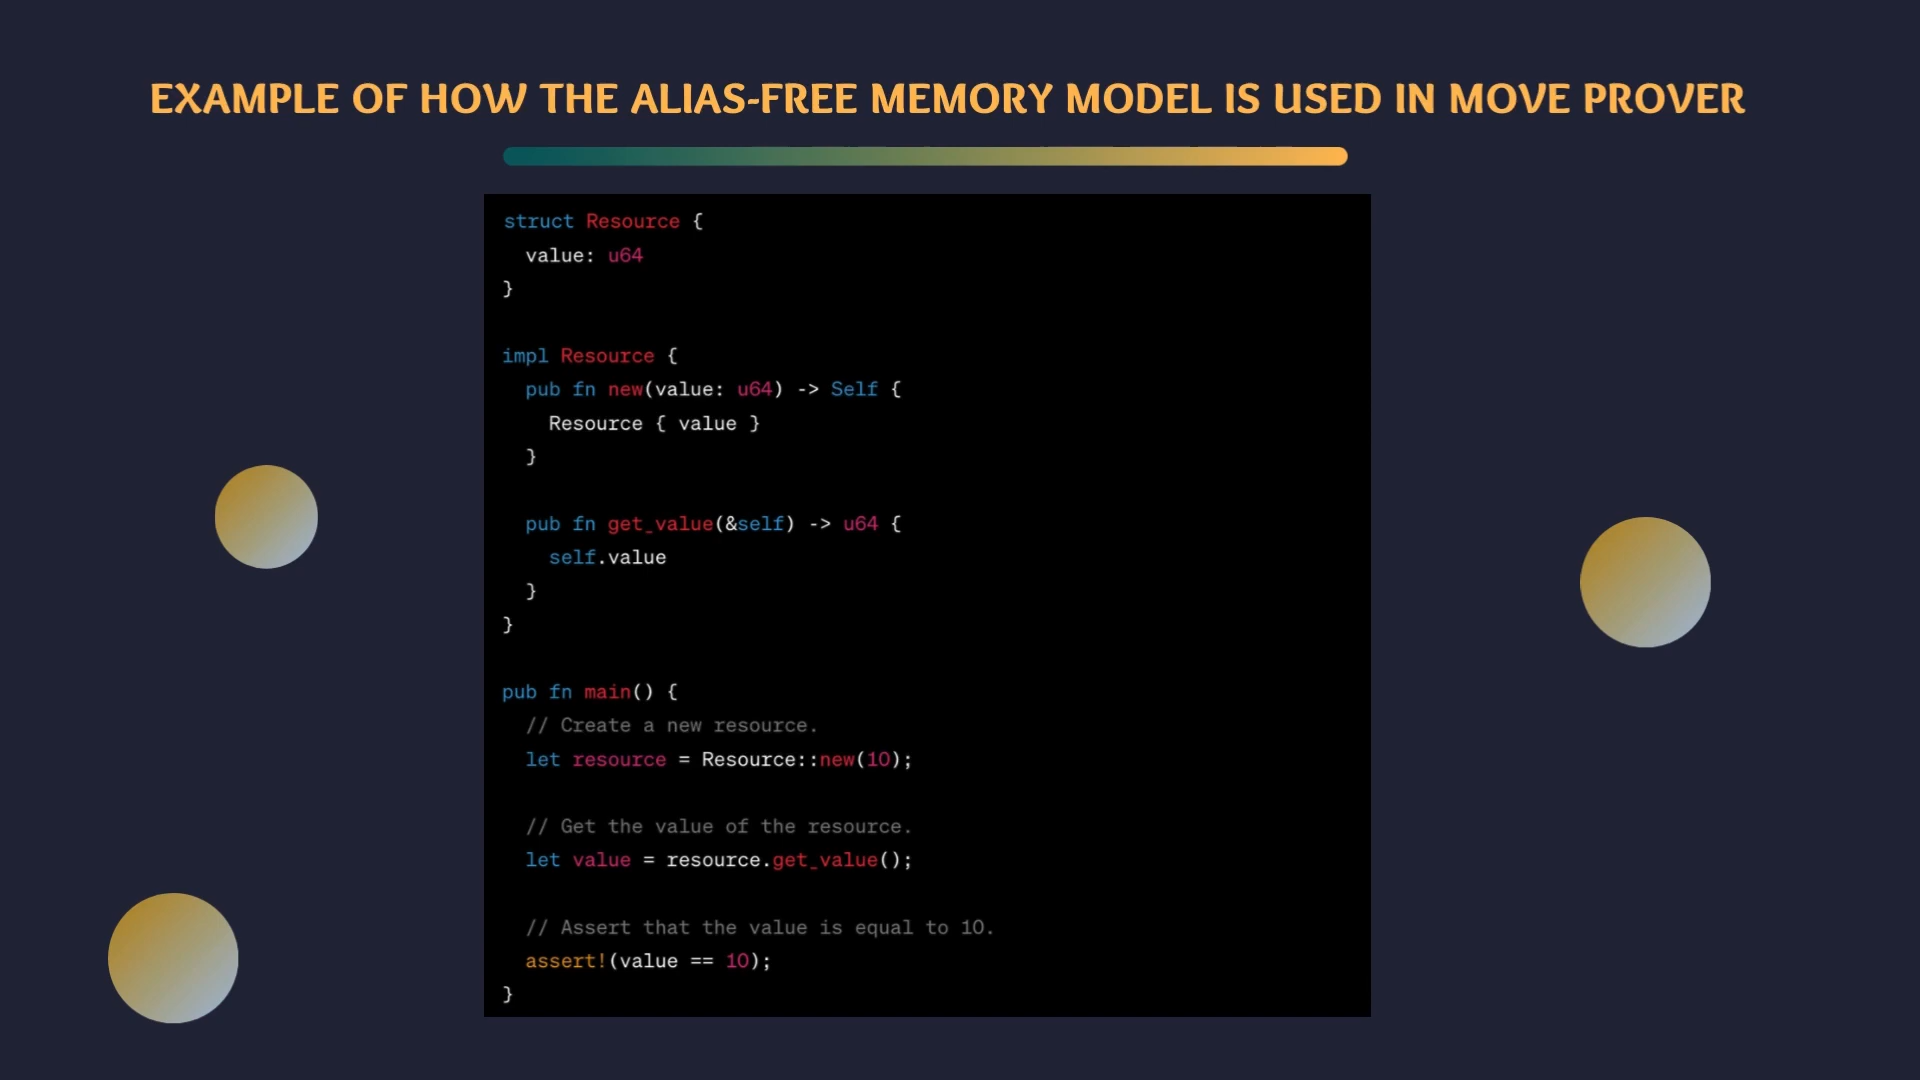 EXAMPLE OF HOW THE ALIAS-FREE MEMORY MODEL IS USED IN MOVE PROVER
struct Resource {
  value: u64
}
impl Resource {
  pub fn new(value: u64) -> Self {
    Resource { value }
  }
  pub fn get_value(&self) -> u64 {
    self.value
  }
}
pub fn main() {
  // Create a new resource.
  let resource = Resource::new(10);
  // Get the value of the resource.
  let value = resource.get_value();
  // Assert that the value is equal to 10.
  assert!(value == 10);
}